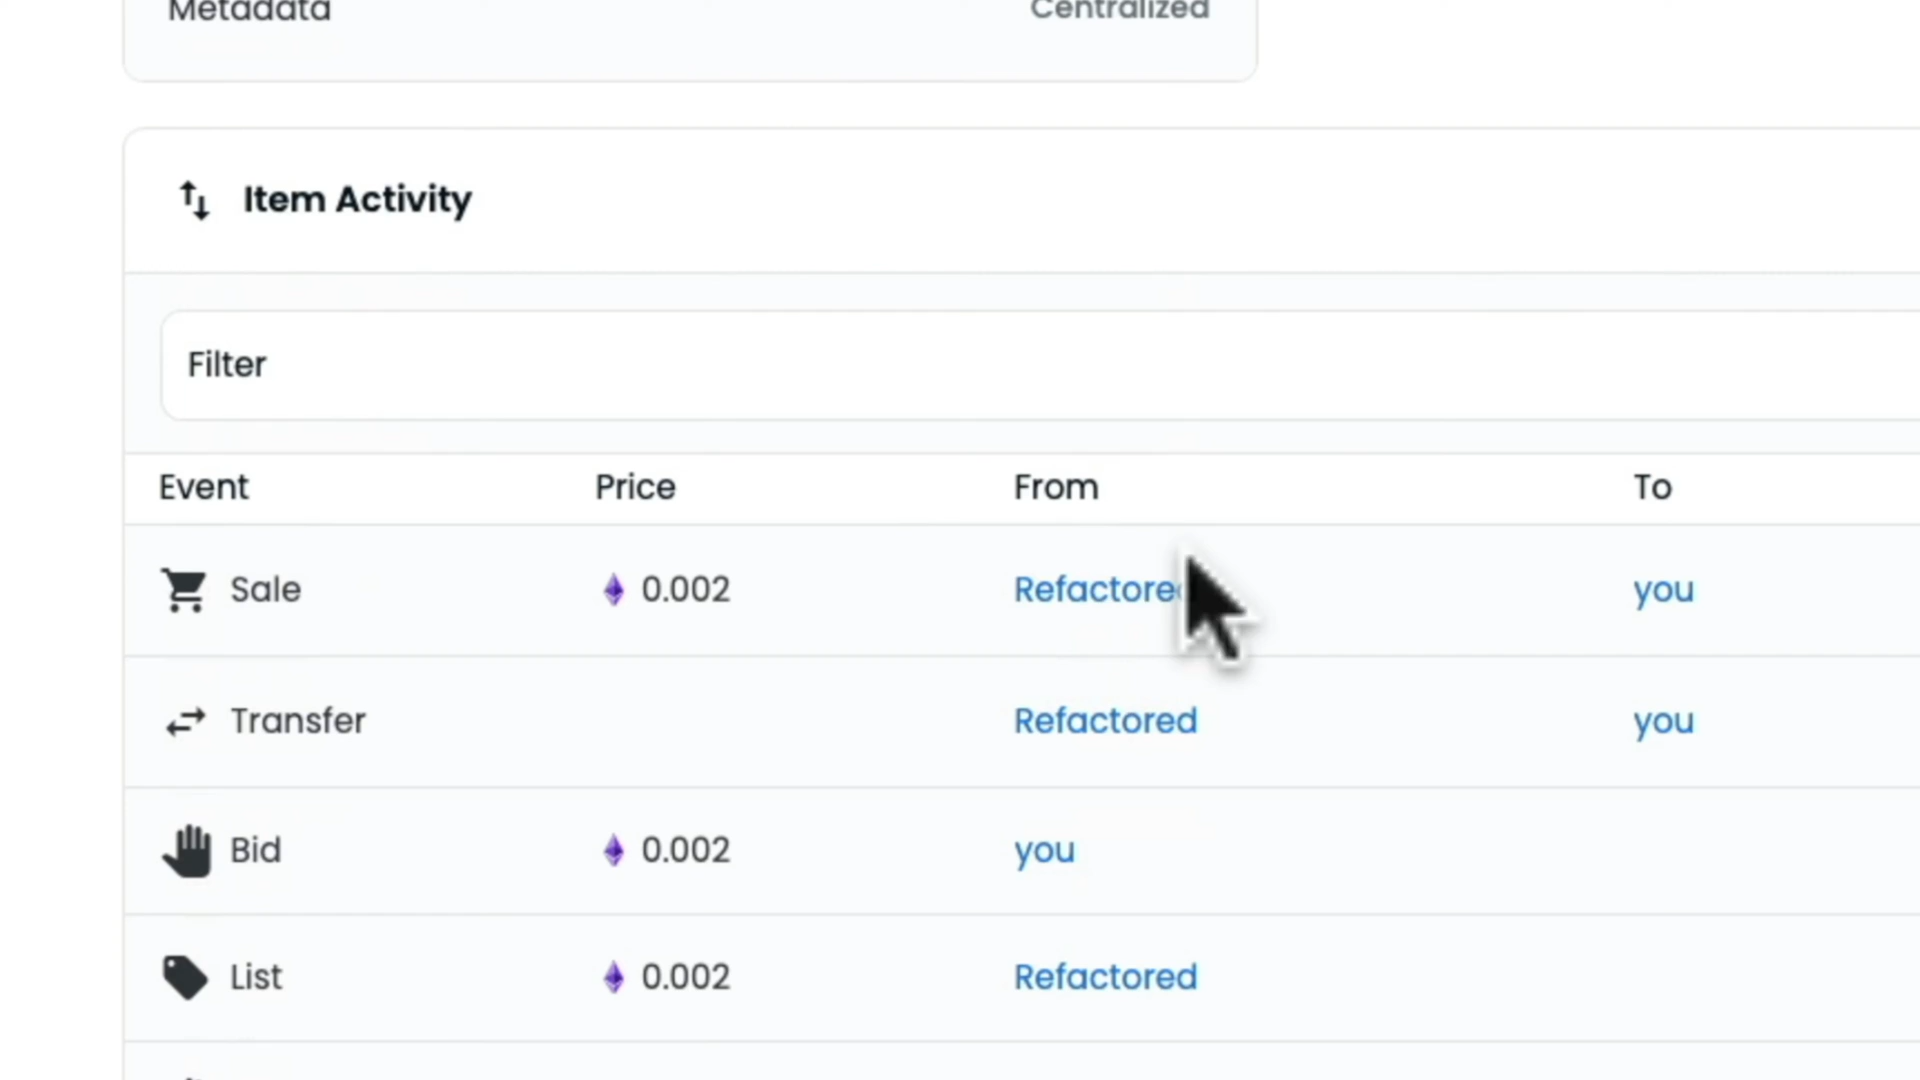 Metadata Centralized
Item Activity
Filter
Event Price From To
Sale 0.002 Refactored you
Transfer Refactored you
Bid 0.002 you
List 0.002 Refactored